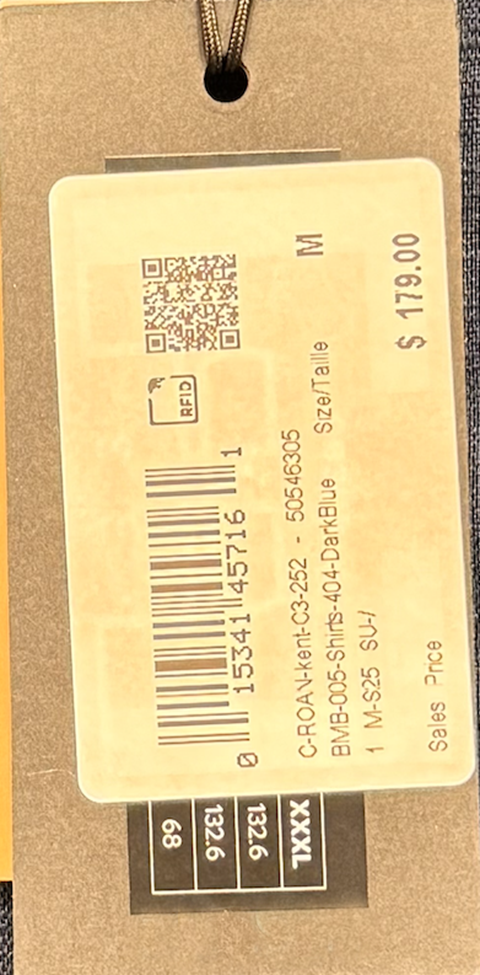 RFID
0 15341 45716 1
C-ROAN-kent-C3-252 - 50546305
BMB-005-Shirts-404-DarkBlue Size/Taille M
1 M-S25 SU-/
Sales Price $ 179.00
XXXL
132.6
132.6
68